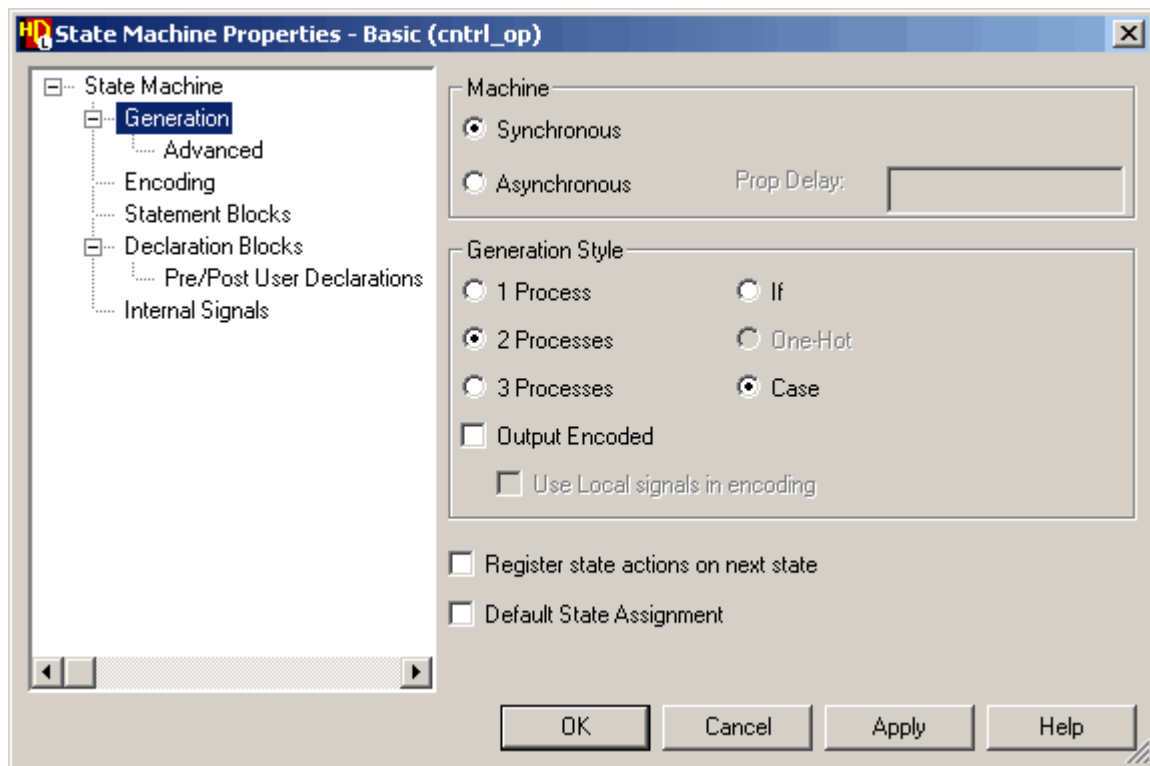 HDL State Machine Properties - Basic (cntrl_op)
State Machine
Generation
Advanced
Encoding
Statement Blocks
Declaration Blocks
Pre/Post User Declarations
Internal Signals
Machine
Synchronous
Asynchronous Prop Delay:
Generation Style
1 Process If
2 Processes One-Hot
3 Processes Case
Output Encoded
Use Local signals in encoding
Register state actions on next state
Default State Assignment
OK Cancel Apply Help